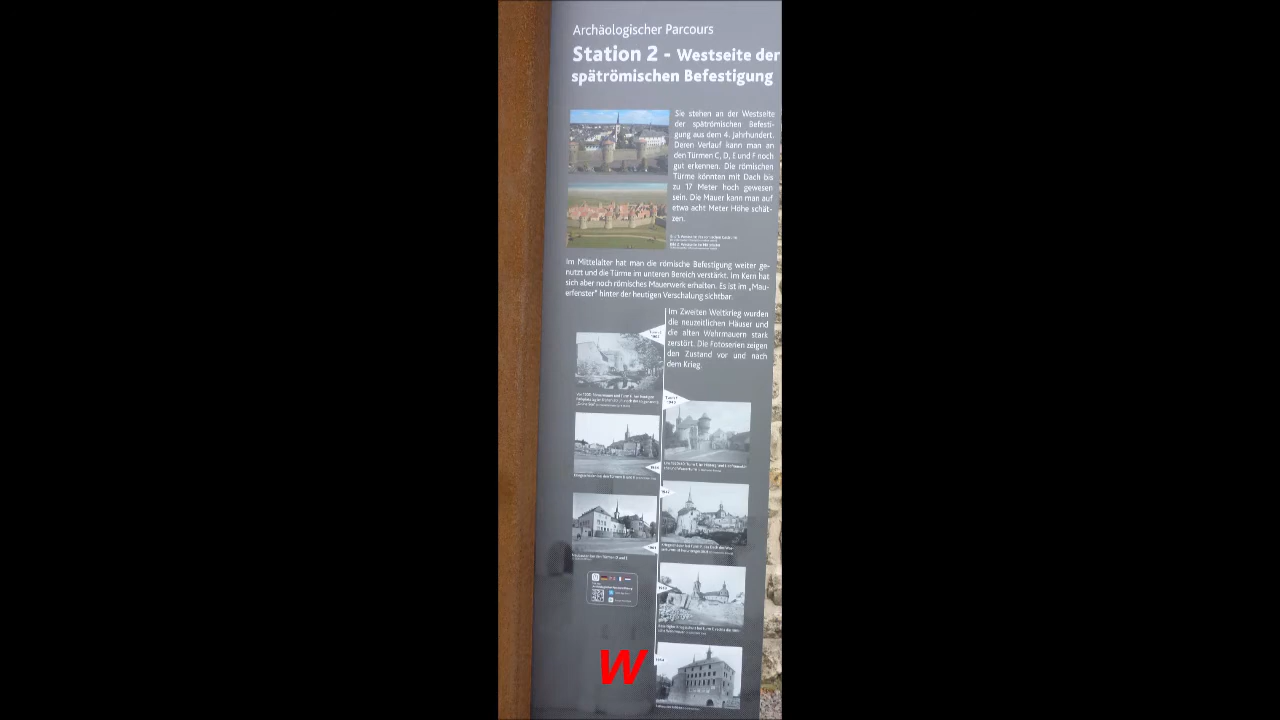 Archäologischer Parcours
Station 2 - Westseite der
spätrömischen Befestigung
Sie stehen an der Westseite
der spätrömischen Befesti-
gung aus dem 4. Jahrhundert.
Deren Verlauf kann man an
den Türmen C, D, E und F noch
gut erkennen. Die römischen
Türme könnten mit Dach bis
zu 17 Meter hoch gewesen
sein. Die Mauer kann man auf
etwa acht Meter Höhe schät-
zen.
Im Mittelalter hat man die römische Befestigung weiter ge-
nutzt und die Türme im unteren Bereich verstärkt. Im Kern hat
sich aber noch römisches Mauerwerk erhalten. Es ist im „Mau-
erfenster" hinter der heutigen Verschalung sichtbar.
Im Zweiten Weltkrieg wurden
die neuzeitlichen Häuser und
die alten Wehrmauern stark
zerstört. Die Fotoserien zeigen
den Zustand vor und nach
dem Krieg.
W